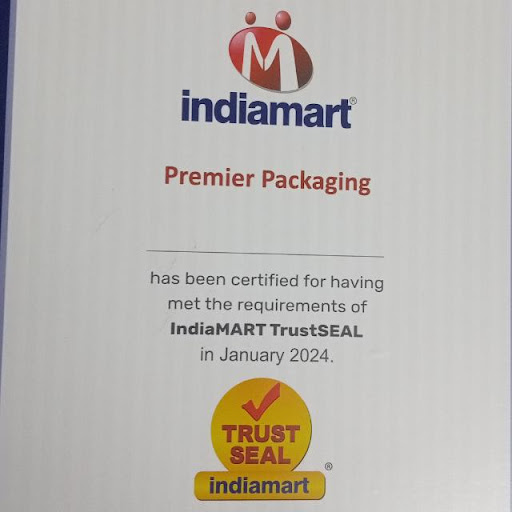 indiamart®
Premier Packaging
has been certified for having
met the requirements of
IndiaMART TrustSEAL
in January 2024.
TRUST
SEAL
indiamart®